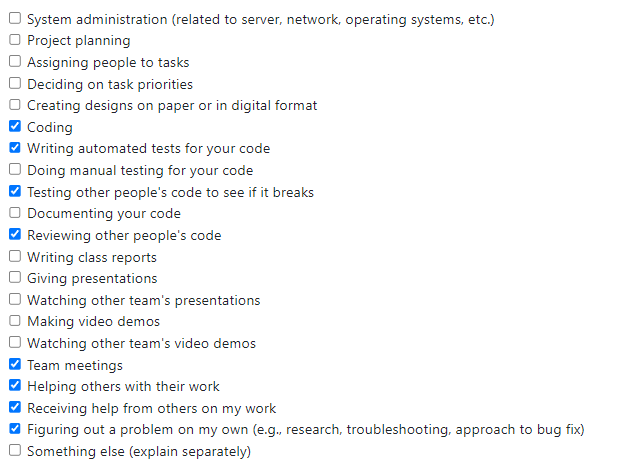 System administration (related to server, network, operating systems, etc.)
Project planning
Assigning people to tasks
Deciding on task priorities
Creating designs on paper or in digital format
Coding
Writing automated tests for your code
Doing manual testing for your code
Testing other people's code to see if it breaks
Documenting your code
Reviewing other people's code
Writing class reports
Giving presentations
Watching other team's presentations
Making video demos
Watching other team's video demos
Team meetings
Helping others with their work
Receiving help from others on my work
Figuring out a problem on my own (e.g., research, troubleshooting, approach to bug fix)
Something else (explain separately)